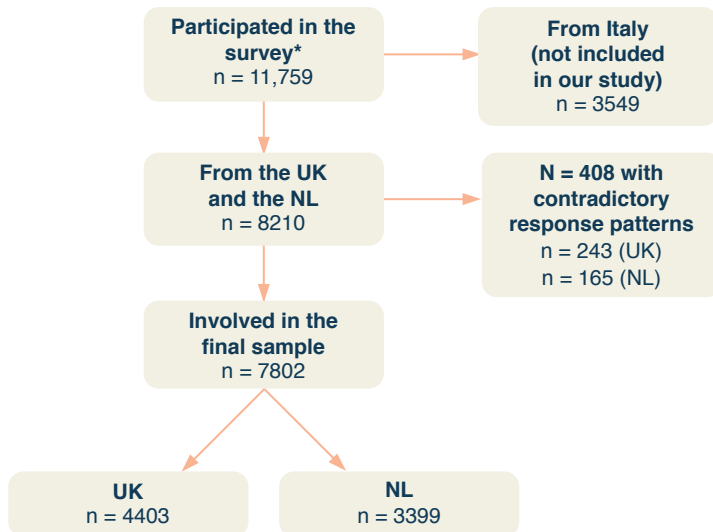 Participated in the
survey*
n = 11,759
From Italy
(not included
in our study)
n = 3549
From the UK
and the NL
n = 8210
N = 408 with
contradictory
response patterns
n = 243 (UK)
n = 165 (NL)
Involved in the
final sample
n = 7802
UK
n = 4403
NL
n = 3399